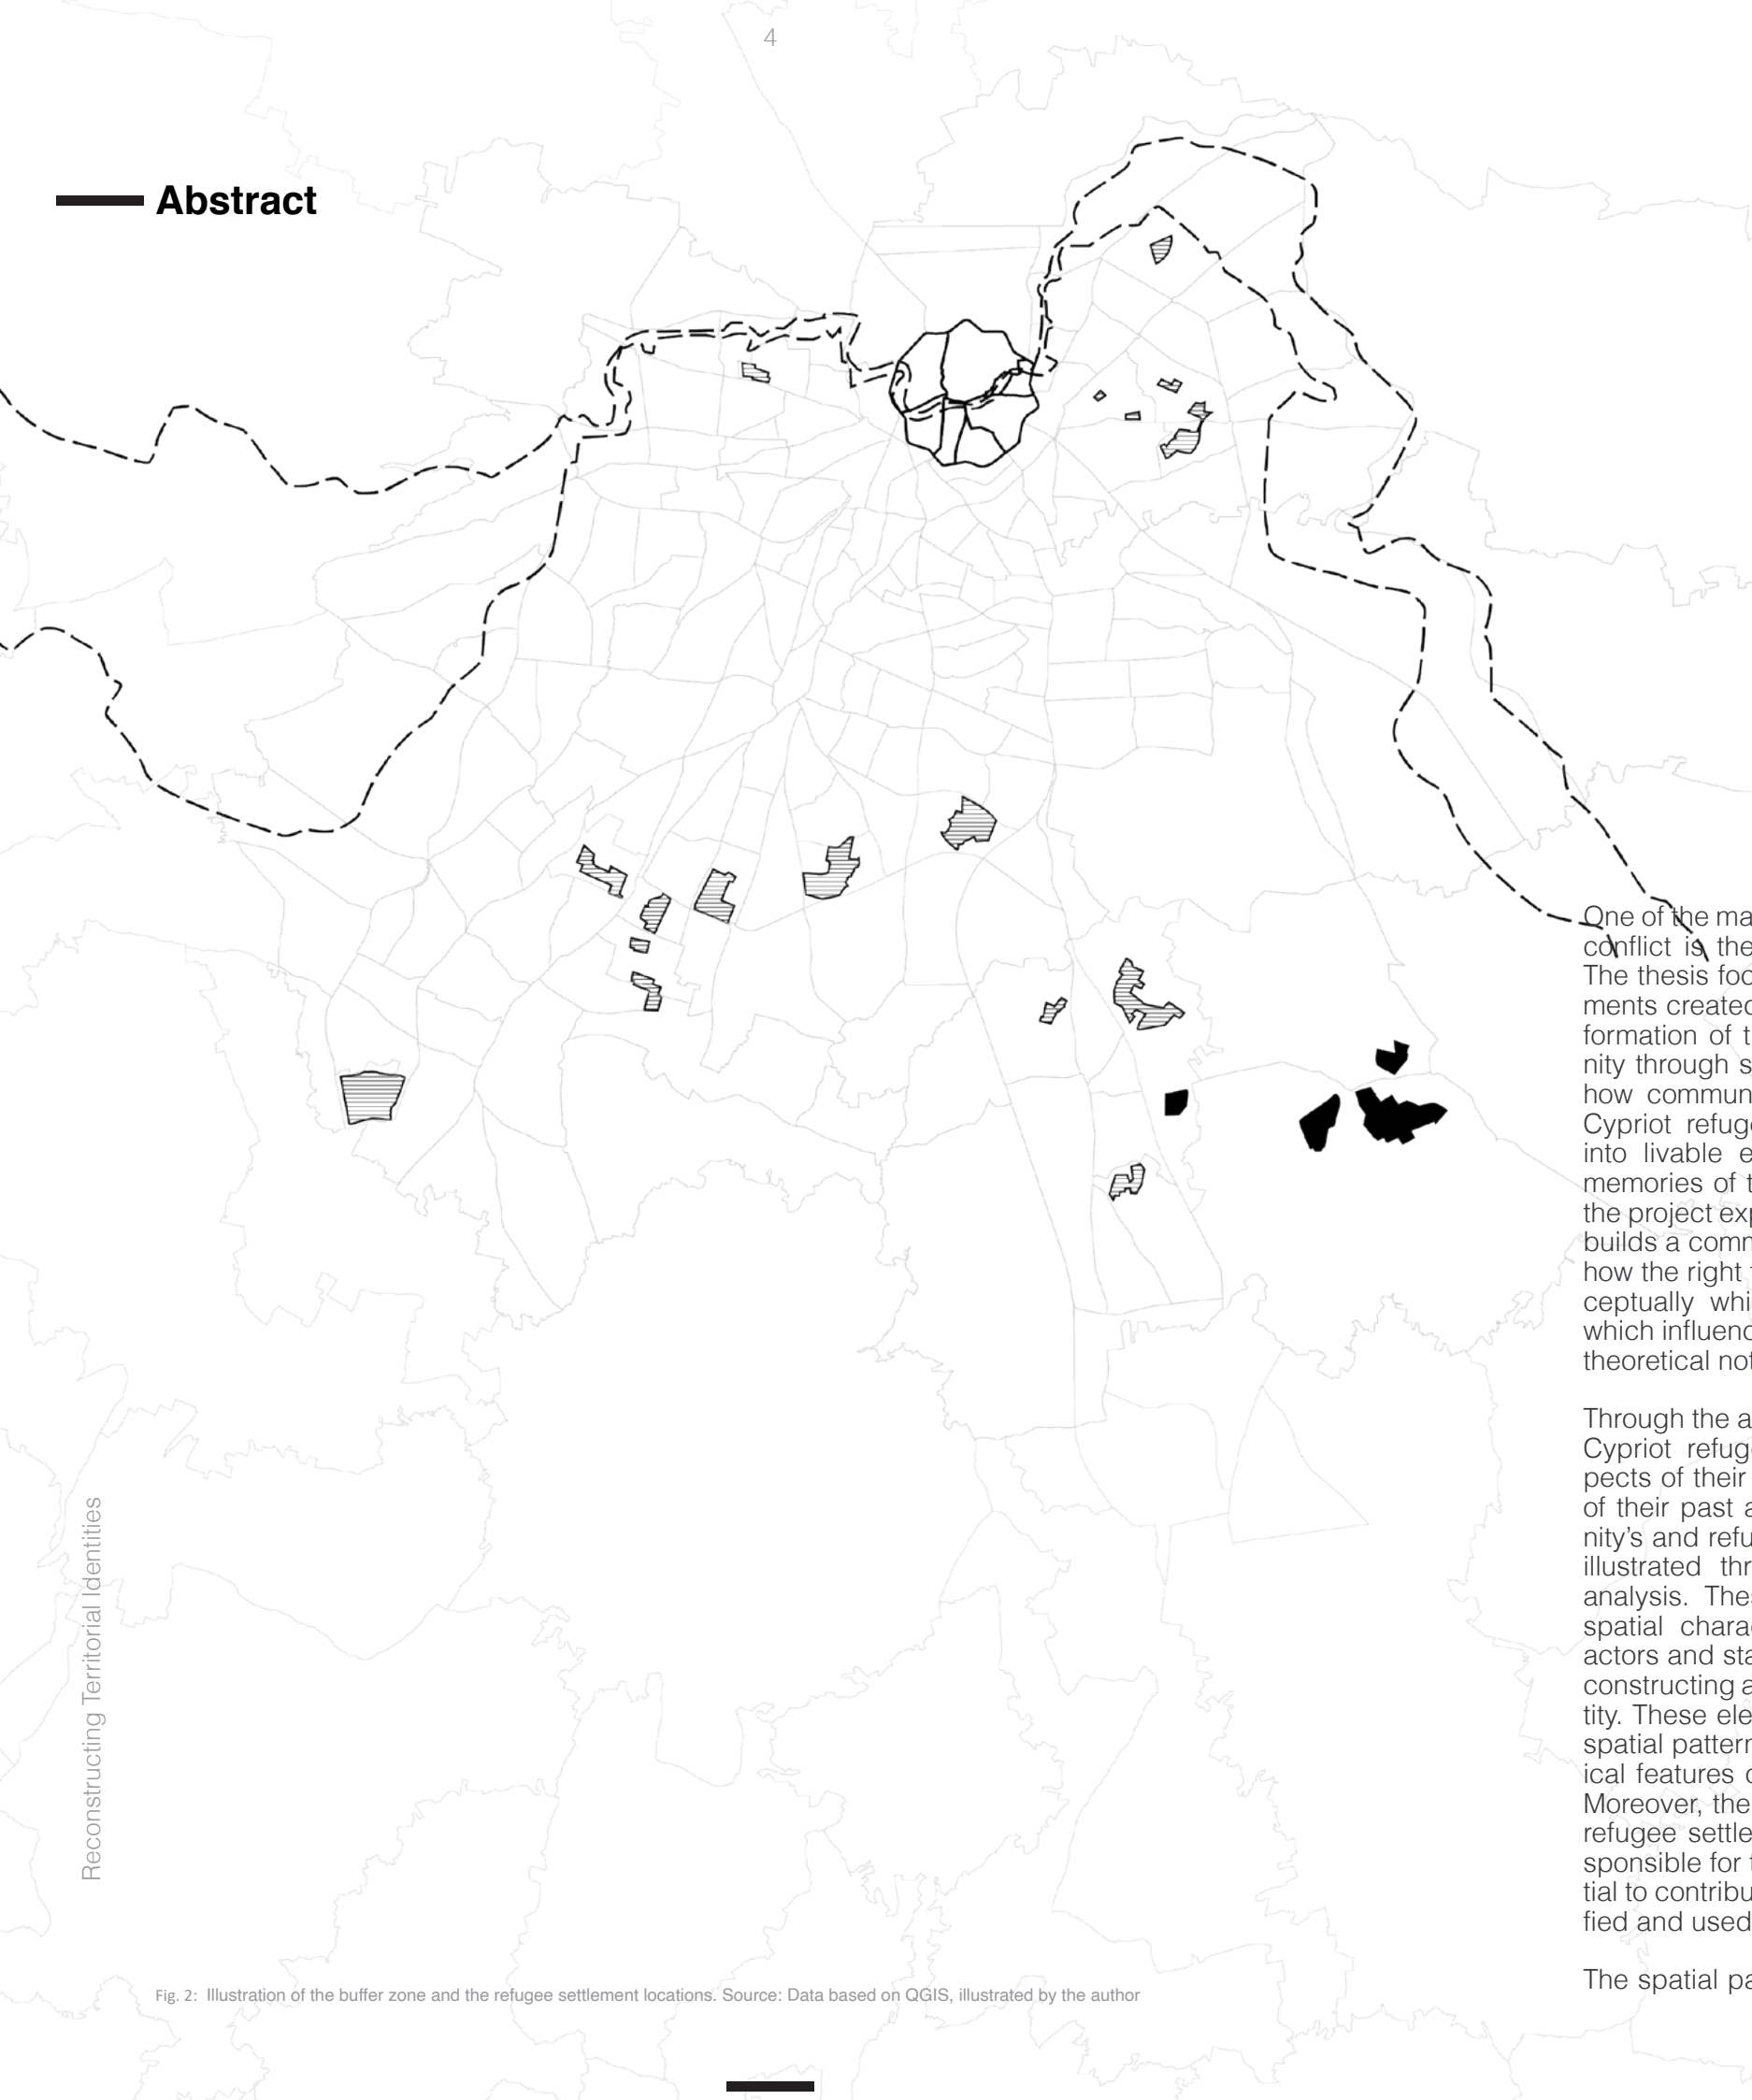 4
Abstract
One of the ma
conflict is the
The thesis foc
ments created
formation of t
nity through s
how commun
Cypriot refug
into livable e
memories of t
the project exp
builds a comm
how the right
ceptually whi
which influenc
theoretical not
Through the a
Cypriot refug
pects of their
of their past a
nity's and refu
illustrated thr
analysis. Thes
spatial charac
actors and sta
constructing a
tity. These ele
spatial pattern
ical features o
Moreover, the
refugee settle
sponsible for t
tial to contribu
fied and used
The spatial pa
Reconstructing Territorial Identities
Fig. 2: Illustration of the buffer zone and the refugee settlement locations. Source: Data based on QGIS, illustrated by the author